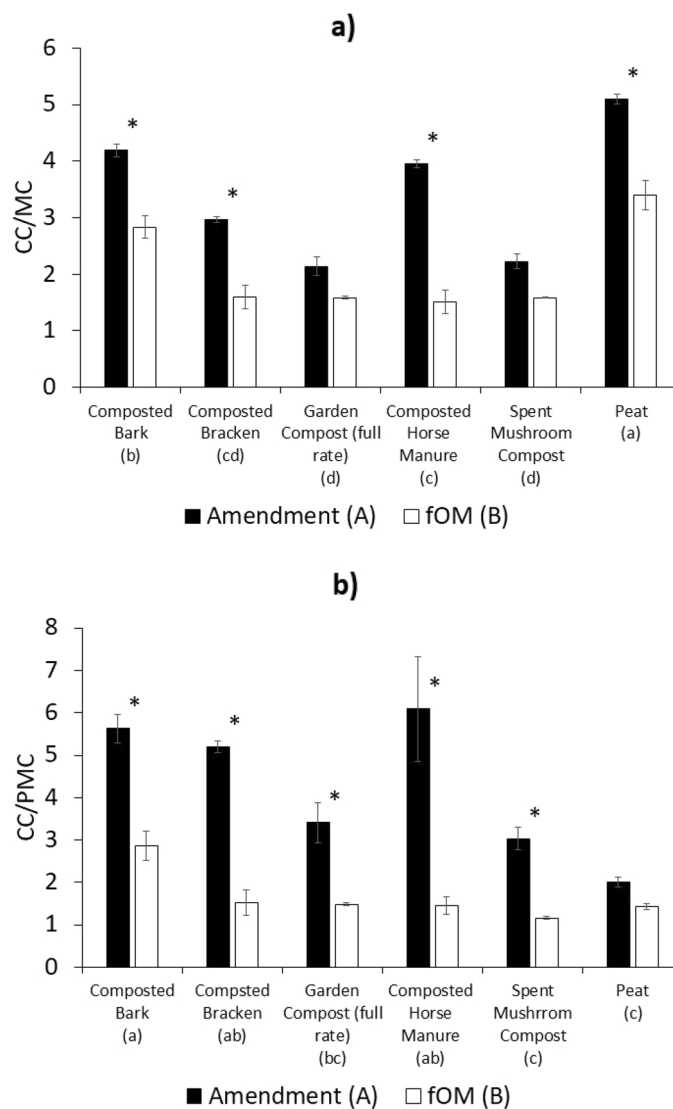 a)
6
5
4
3
2
1
0
CC/MC
*
*
*
*
Composted
Bark
(b)
Composted
Bracken
(cd)
Garden
Compost (full
rate)
(d)
Composted
Horse
Manure
(c)
Spent
Mushroom
Compost
(d)
Peat
(a)
Amendment (A) fOM (B)
b)
8
7
6
5
4
3
2
1
0
CC/PMC
*
*
*
*
*
Composted
Bark
(a)
Compsted
Bracken
(ab)
Garden
Compost (full
rate)
(bc)
Composted
Horse
Manure
(ab)
Spent
Mushrrom
Compost
(c)
Peat
(c)
Amendment (A) fOM (B)